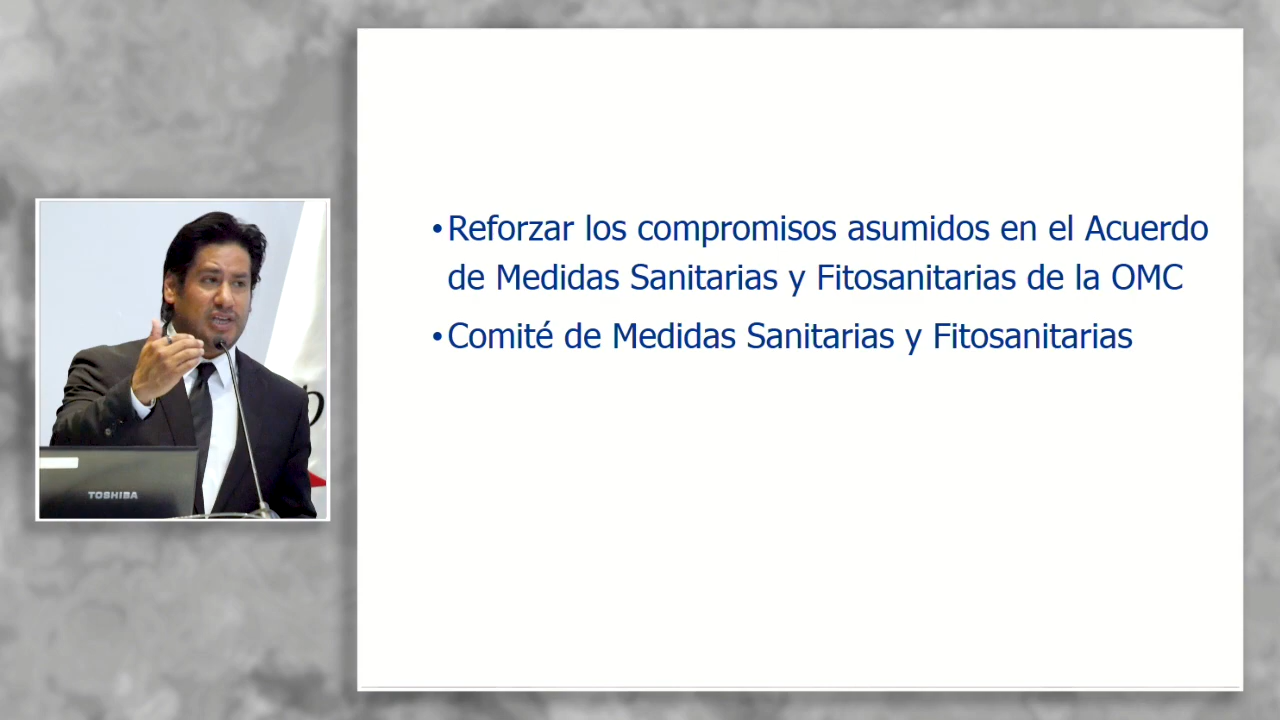 • Reforzar los compromisos asumidos en el Acuerdo
de Medidas Sanitarias y Fitosanitarias de la OMC
• Comité de Medidas Sanitarias y Fitosanitarias
TOSHIBA